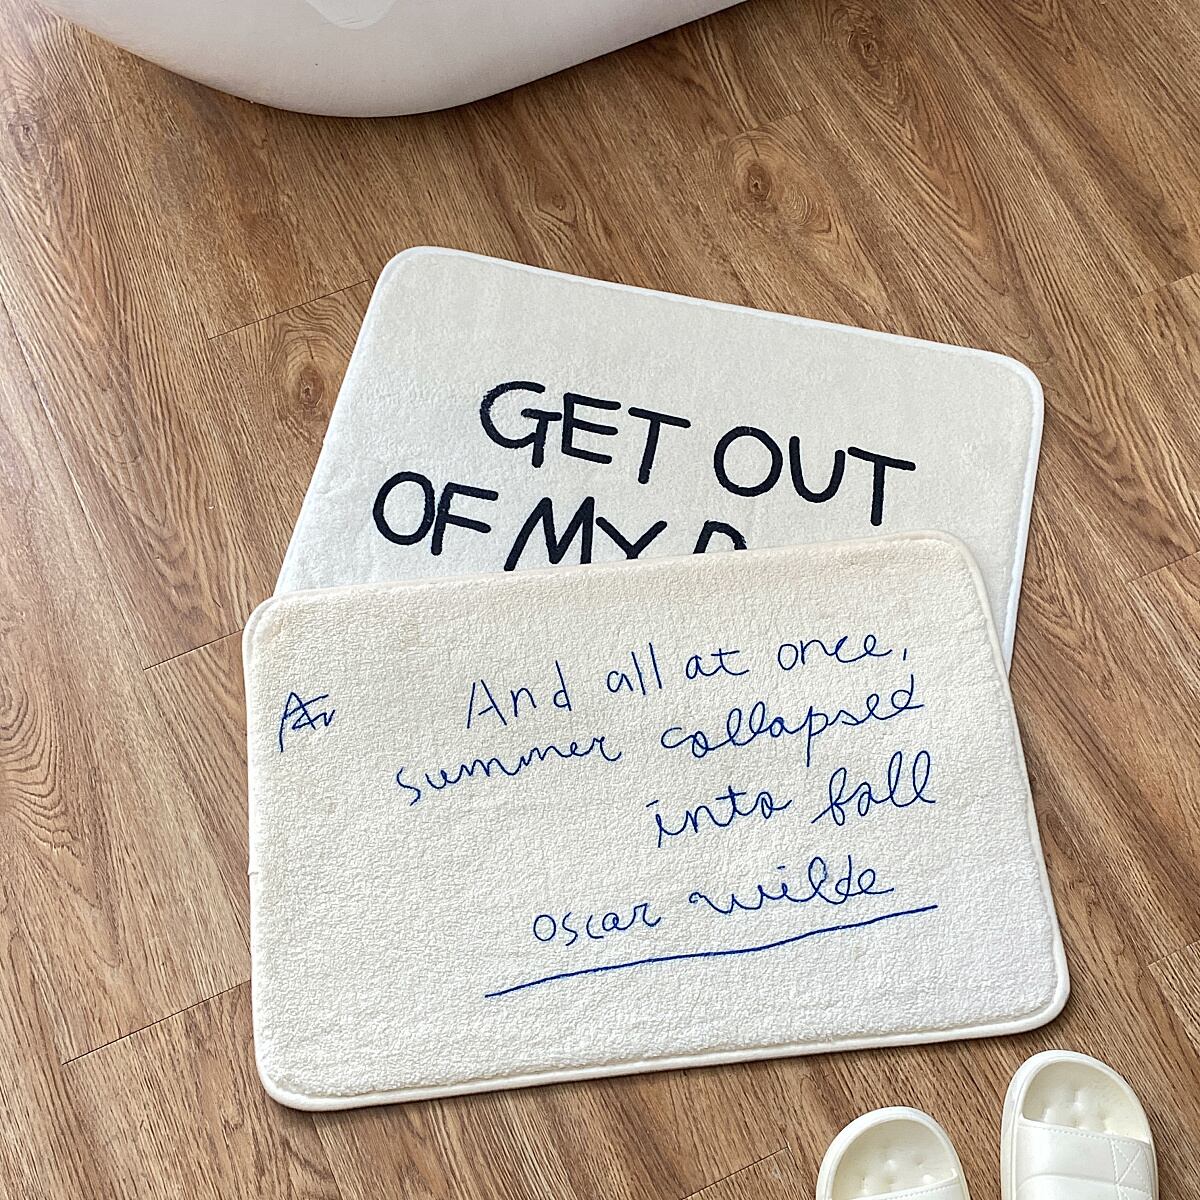 GET OUT
OF MY
And all at once,
summer collapsed
into fall
oscar wilde